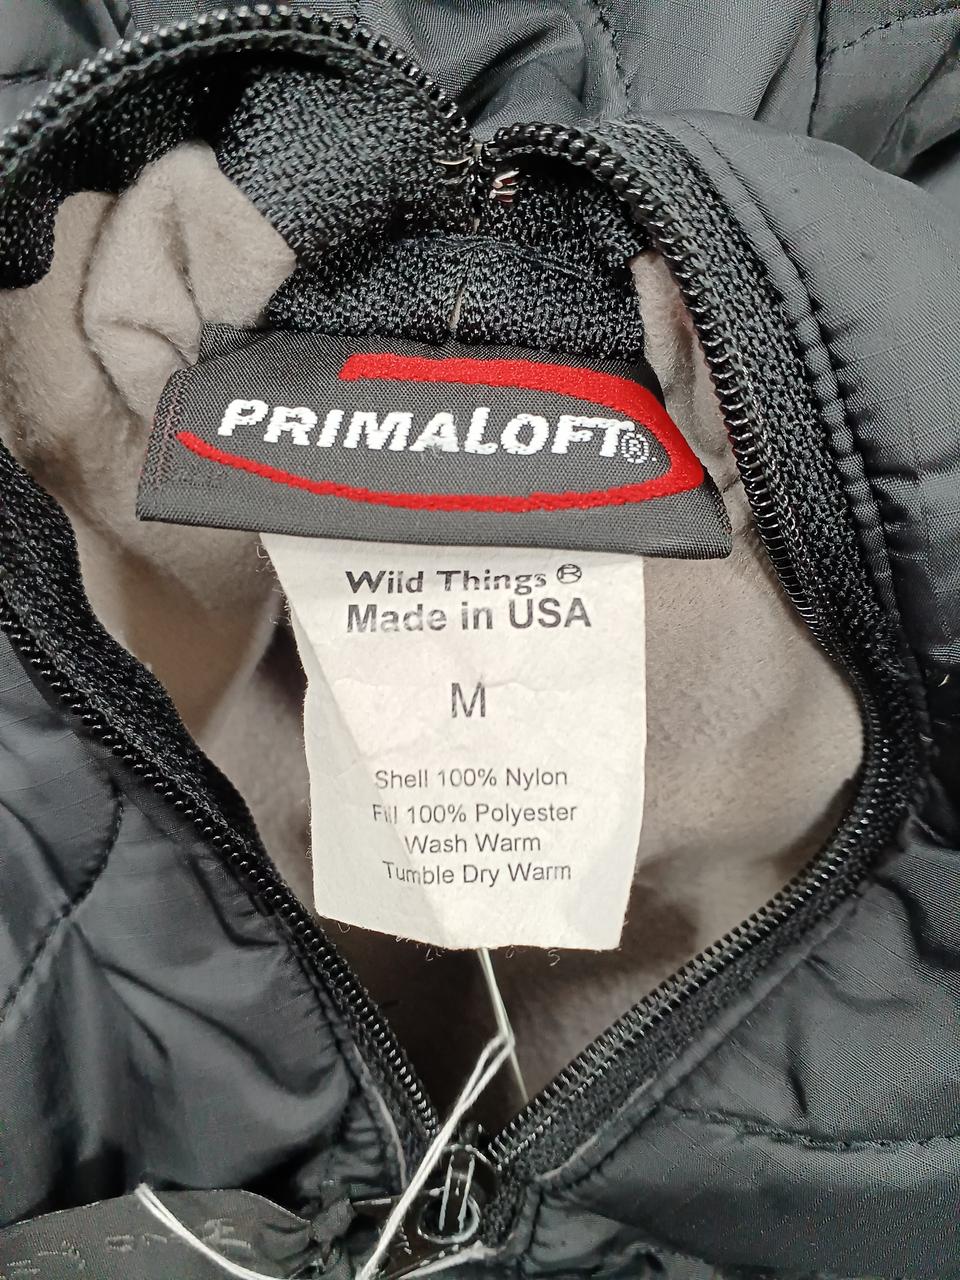 PRIMALOFT®
Wild Things ®
Made in USA
M
Shell 100% Nylon
Fill 100% Polyester
Wash Warm
Tumble Dry Warm